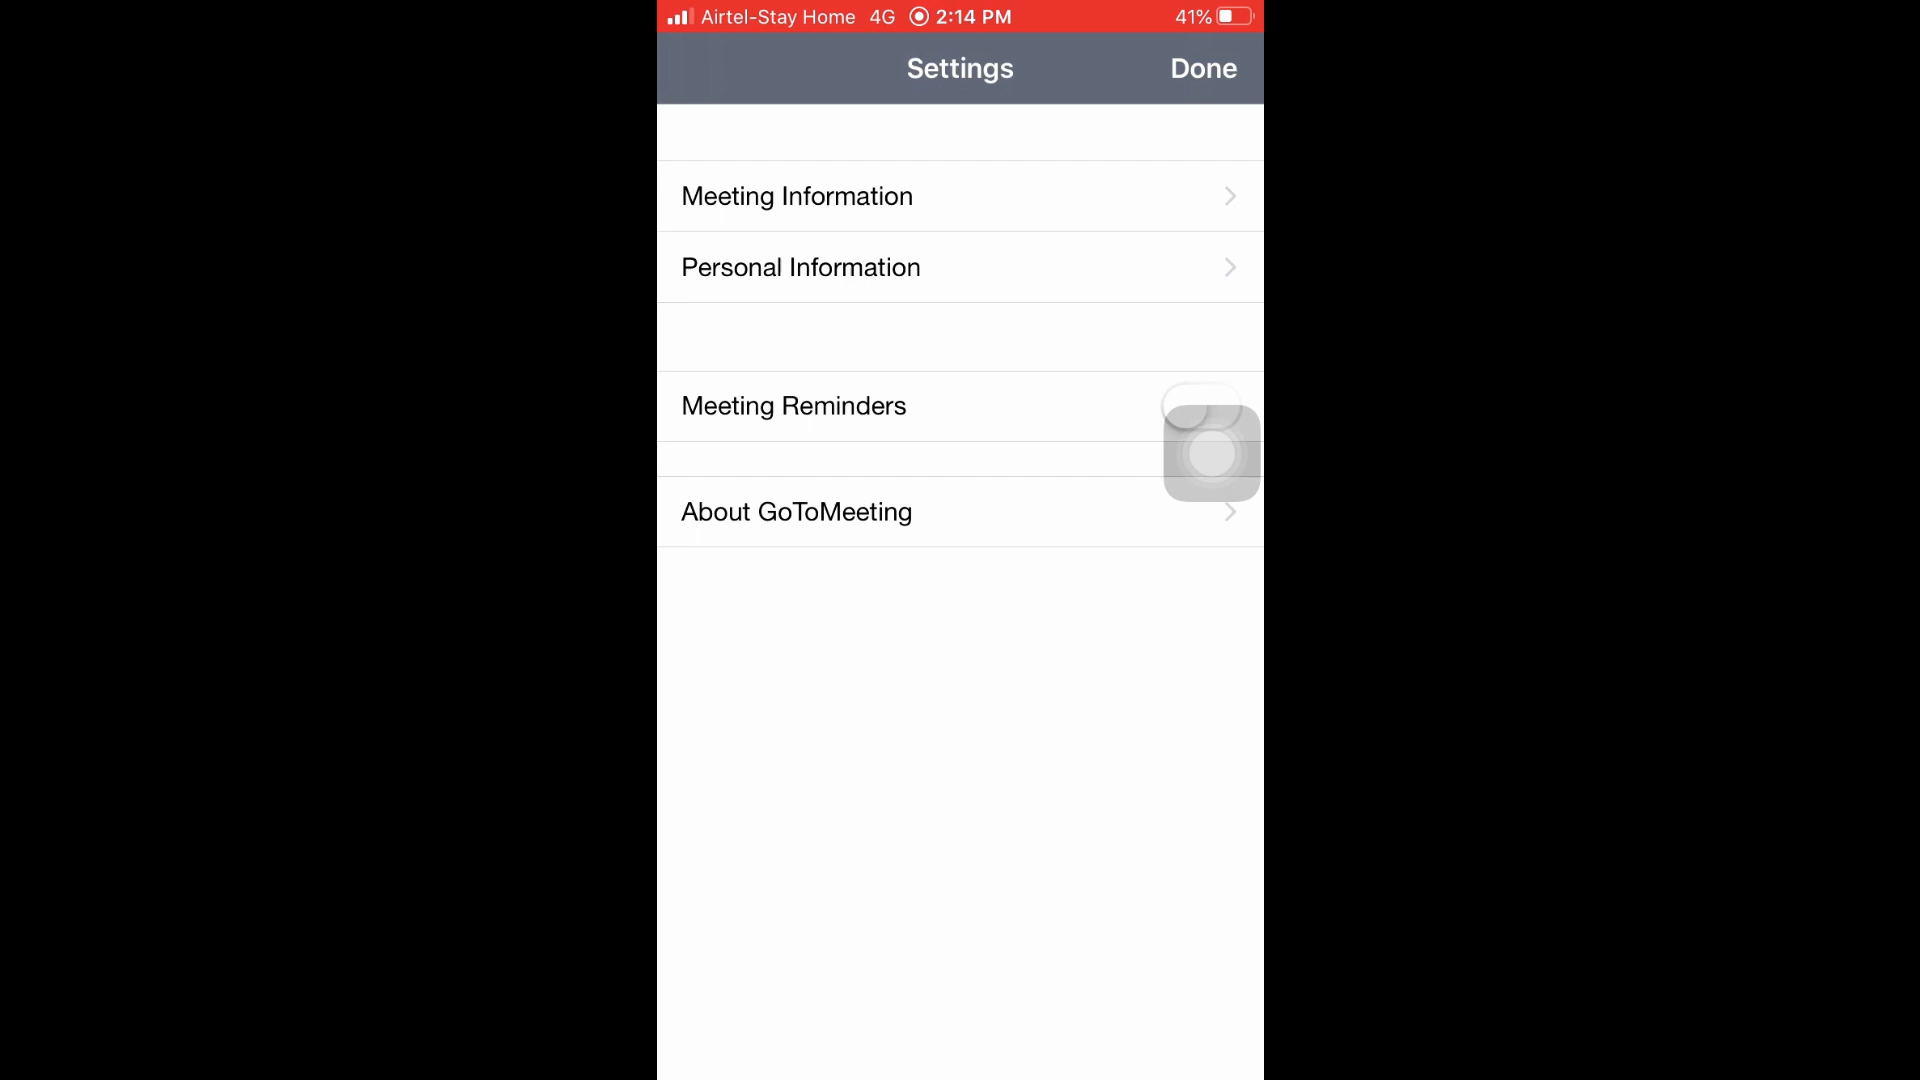 Airtel-Stay Home 4G 2:14 PM 41%
Settings Done
Meeting Information
Personal Information
Meeting Reminders
About GoToMeeting